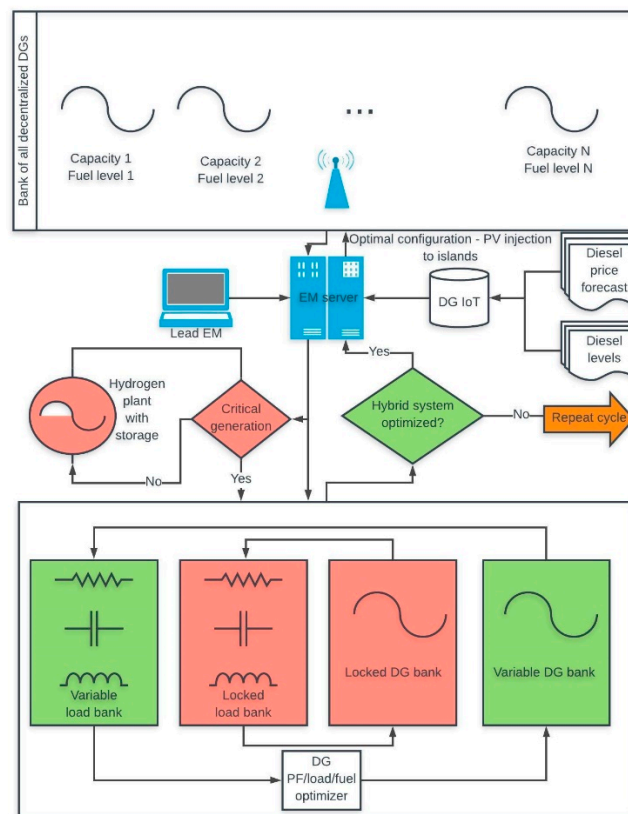 Bank of all decentralized DGs
Capacity 1
Fuel level 1
Capacity 2
Fuel level 2
...
Capacity N
Fuel level N
Optimal configuration - PV injection
to islands
Diesel
price
forecast
EM server
DG IoT
Lead EM
Diesel
levels
Yes
Hydrogen
plant
with
storage
Critical
generation
Hybrid system
optimized?
No
Repeat cycle
No
Yes
Variable
load bank
Locked
load bank
Locked DG bank
Variable DG bank
DG
PF/load/fuel
optimizer